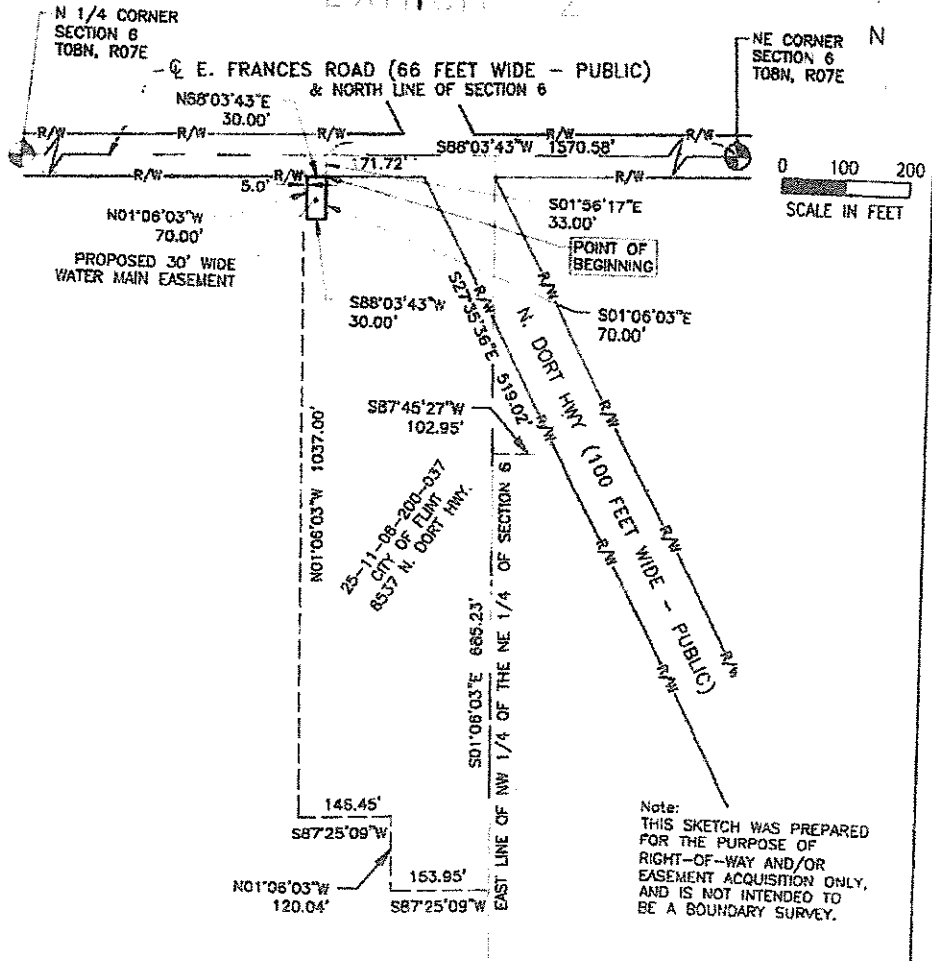 EXHIBIT 2
N 1/4 CORNER
SECTION 6
T08N, R07E
NE CORNER
SECTION 6
T08N, R07E
N
℄ E. FRANCES ROAD (66 FEET WIDE - PUBLIC)
& NORTH LINE OF SECTION 6
N88°03'43"E
30.00'
R/W
R/W
R/W
R/W
S88°03'43"W 1570.58'
R/W
R/W
R/W
171.72'
5.0'
0 100 200
SCALE IN FEET
N01°06'03"W
70.00'
PROPOSED 30' WIDE
WATER MAIN EASEMENT
S01°56'17"E
33.00'
POINT OF
BEGINNING
S88°03'43"W
30.00'
S01°06'03"E
70.00'
S27°35'36"E 519.02'
R/W
R/W
R/W
R/W
R/W
R/W
R/W
R/W
N. DORT HWY (100 FEET WIDE - PUBLIC)
S87°45'27"W
102.95'
N01°06'03"W 1037.00'
25-11-06-200-037
CITY OF FLINT
8537 N. DORT HWY.
S01°06'03"E 685.23'
EAST LINE OF NW 1/4 OF THE NE 1/4 OF SECTION 6
146.45'
S87°25'09"W
N01°06'03"W
120.04'
153.95'
S87°25'09"W
Note:
THIS SKETCH WAS PREPARED
FOR THE PURPOSE OF
RIGHT-OF-WAY AND/OR
EASEMENT ACQUISITION ONLY,
AND IS NOT INTENDED TO
BE A BOUNDARY SURVEY.